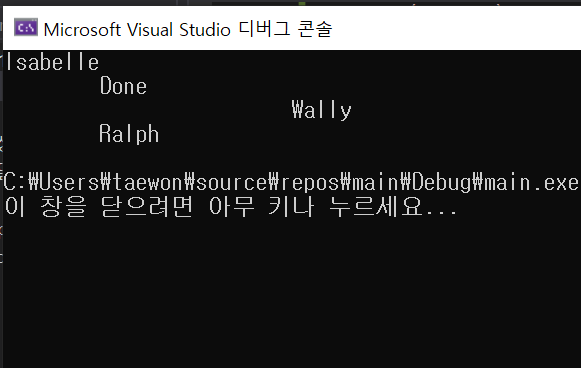 Microsoft Visual Studio 디버그 콘솔
Isabelle
Done
Wally
Ralph
C:₩Users₩taewon₩source₩repos₩main₩Debug₩main.exe
이 창을 닫으려면 아무 키나 누르세요...